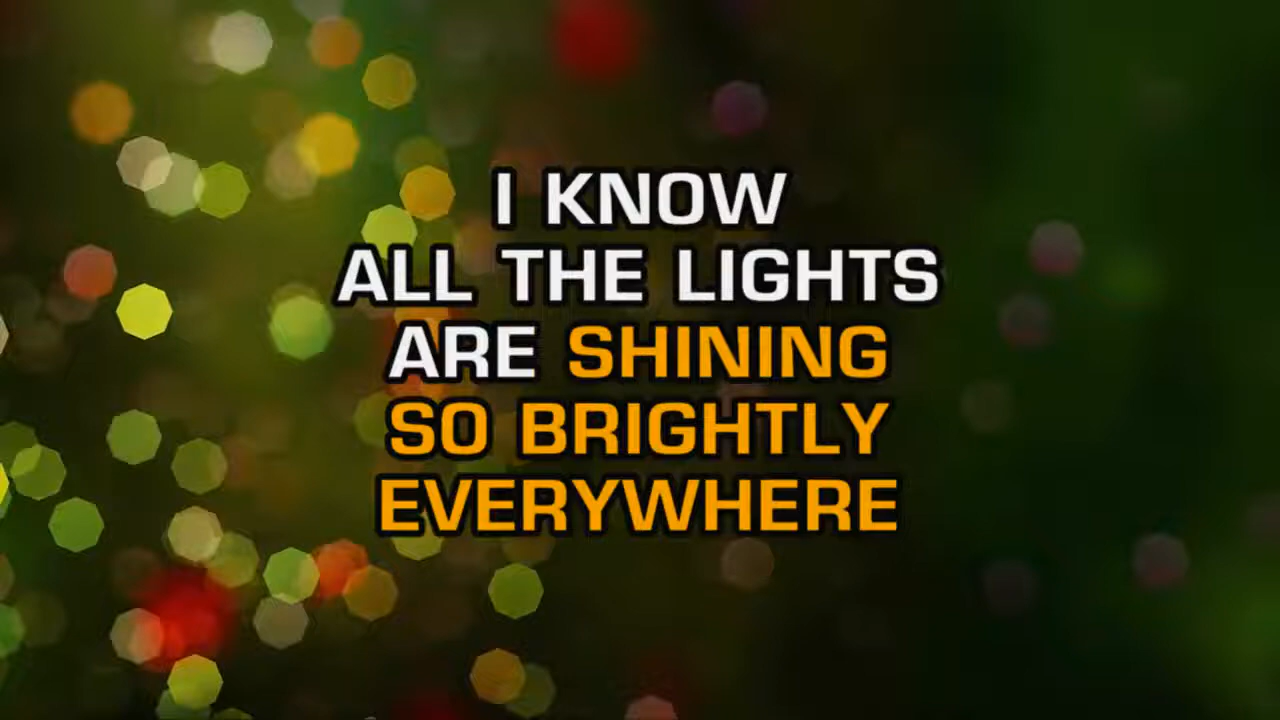 I KNOW
ALL THE LIGHTS
ARE SHINING
SO BRIGHTLY
EVERYWHERE